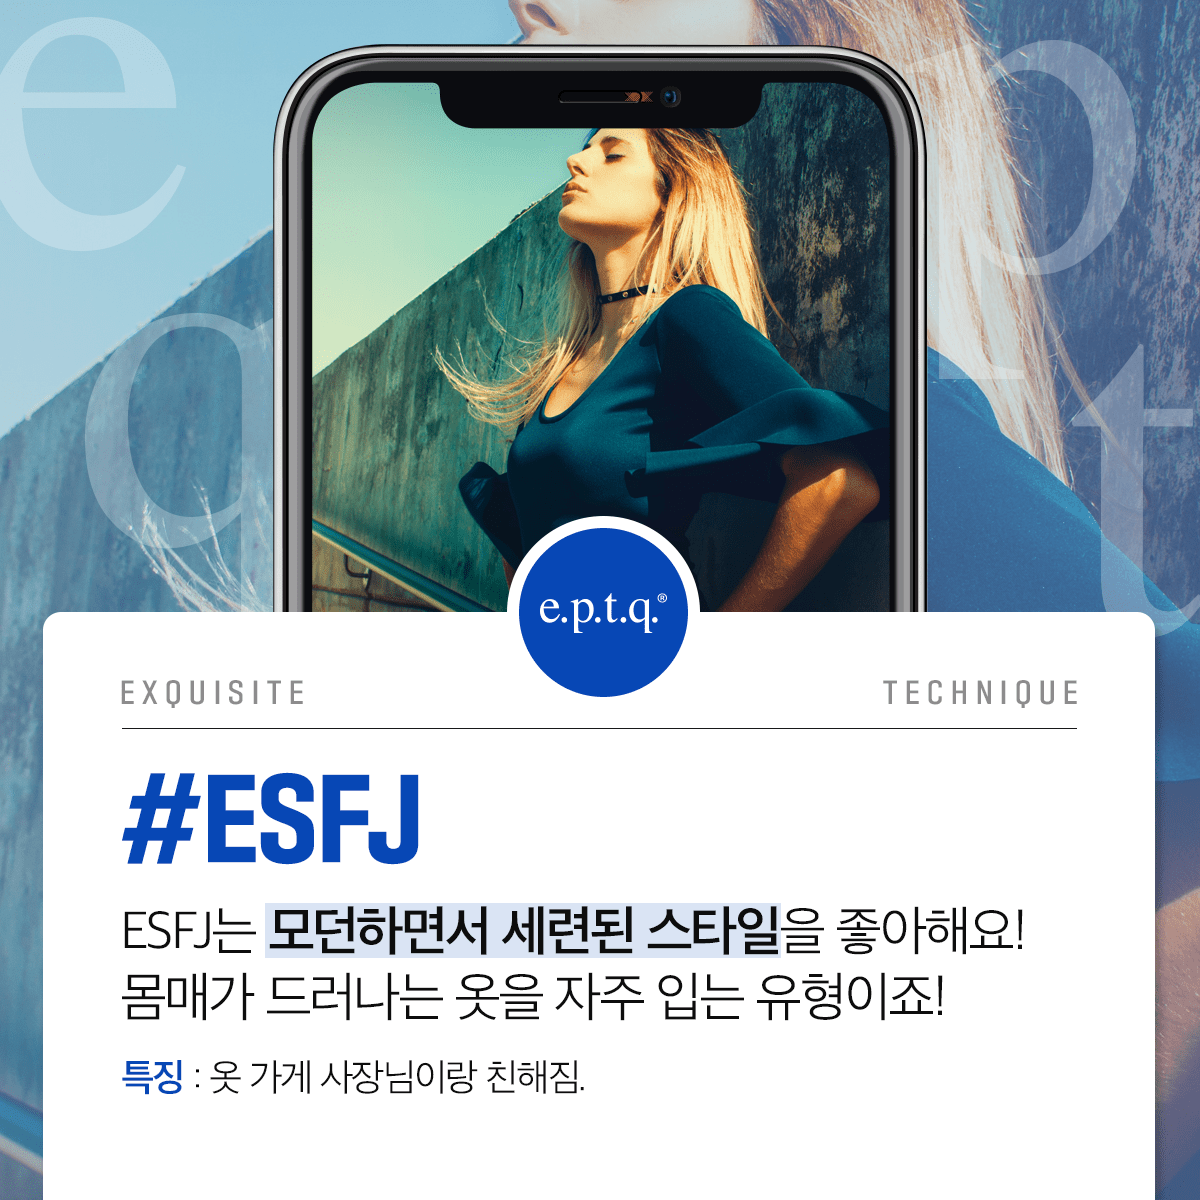 e p
q t
e.p.t.q.®
EXQUISITE TECHNIQUE
#ESFJ
ESFJ는 모던하면서 세련된 스타일을 좋아해요!
몸매가 드러나는 옷을 자주 입는 유형이죠!
특징 : 옷 가게 사장님이랑 친해짐.